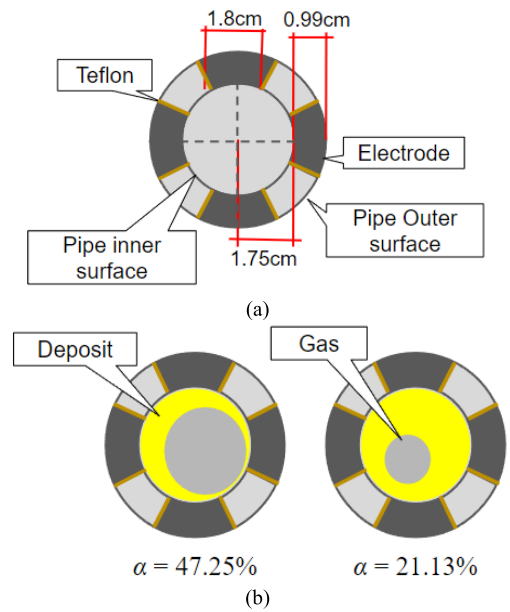 1.8cm
0.99cm
Teflon
Electrode
Pipe inner
surface
Pipe Outer
surface
1.75cm
(a)
Deposit
Gas
α = 47.25%
α = 21.13%
(b)